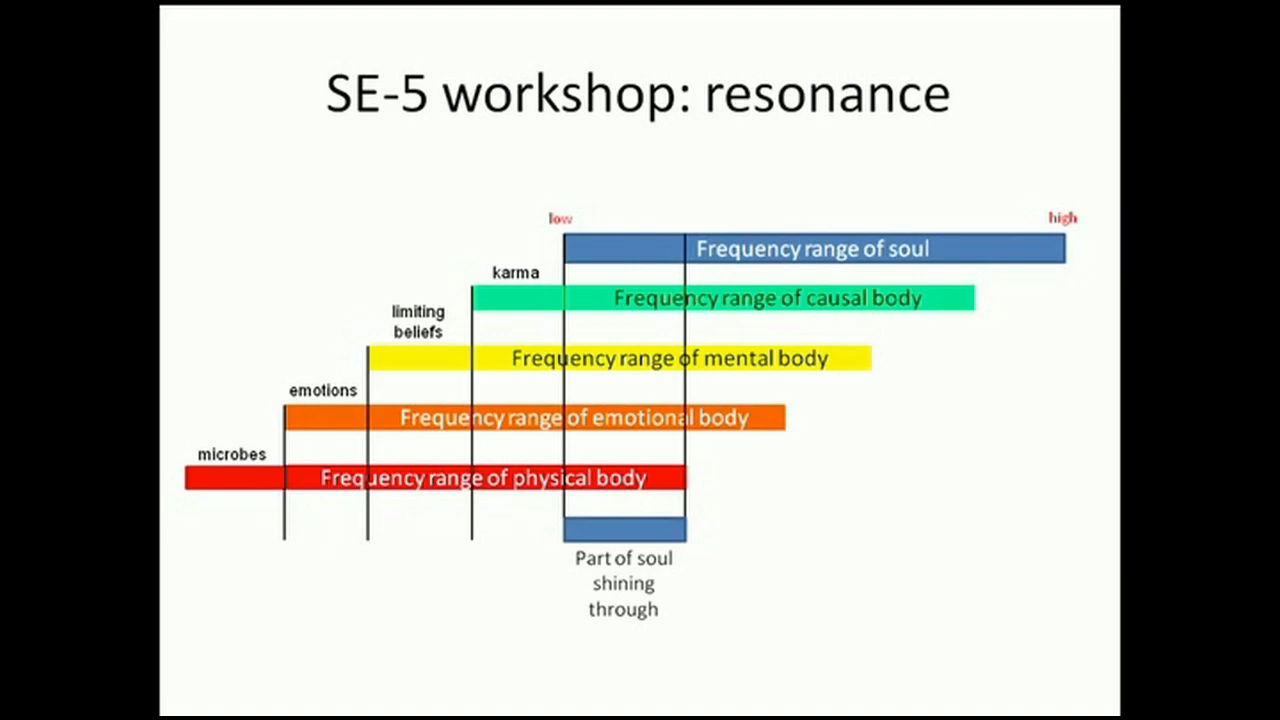 SE-5 workshop: resonance
low
high
Frequency range of soul
karma
Frequency range of causal body
limiting
beliefs
Frequency range of mental body
emotions
Frequency range of emotional body
microbes
Frequency range of physical body
Part of soul
shining
through